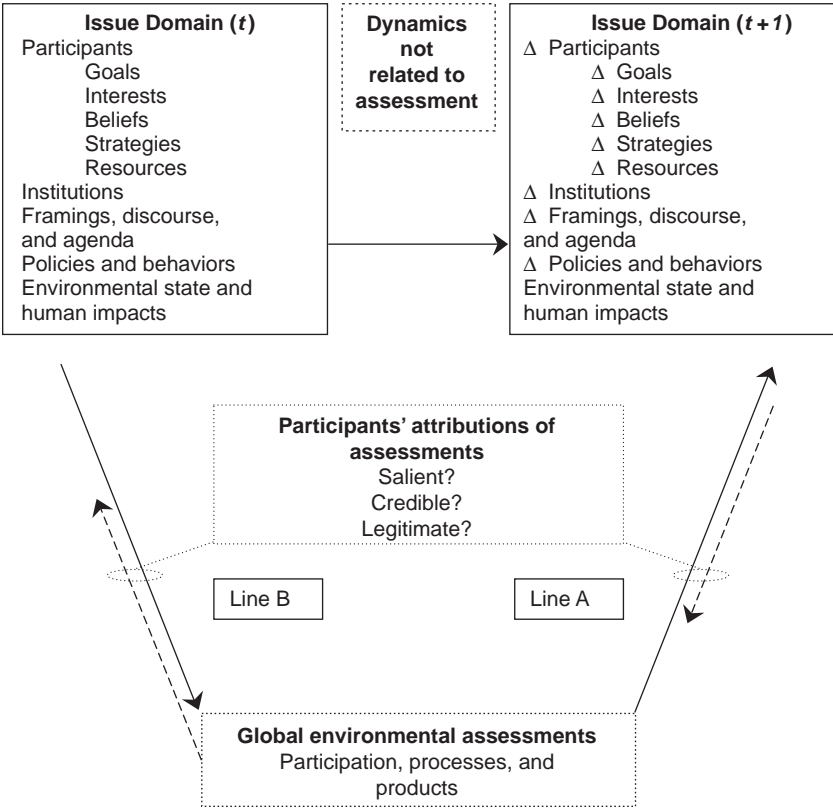 Issue Domain (t)
Participants
Goals
Interests
Beliefs
Strategies
Resources
Institutions
Framings, discourse,
and agenda
Policies and behaviors
Environmental state and
human impacts
Dynamics
not
related to
assessment
Issue Domain (t+1)
Δ Participants
Δ Goals
Δ Interests
Δ Beliefs
Δ Strategies
Δ Resources
Δ Institutions
Δ Framings, discourse,
and agenda
Δ Policies and behaviors
Environmental state and
human impacts
Participants’ attributions of
assessments
Salient?
Credible?
Legitimate?
Line B
Line A
Global environmental assessments
Participation, processes, and
products